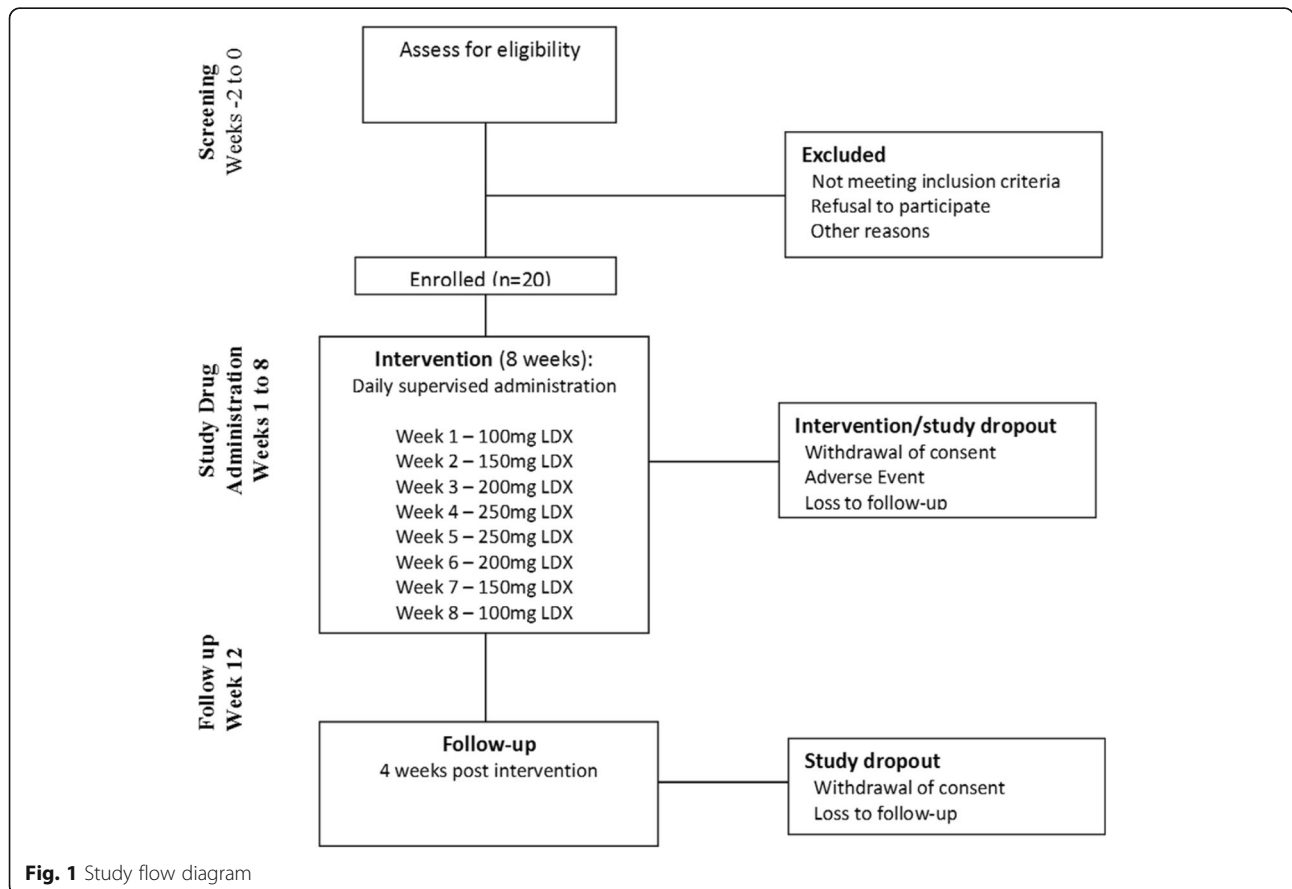 Screening
Weeks -2 to 0
Assess for eligibility
Excluded
Not meeting inclusion criteria
Refusal to participate
Other reasons
Enrolled (n=20)
Study Drug
Administration
Weeks 1 to 8
Intervention (8 weeks):
Daily supervised administration
Week 1 – 100mg LDX
Week 2 – 150mg LDX
Week 3 – 200mg LDX
Week 4 – 250mg LDX
Week 5 – 250mg LDX
Week 6 – 200mg LDX
Week 7 – 150mg LDX
Week 8 – 100mg LDX
Intervention/study dropout
Withdrawal of consent
Adverse Event
Loss to follow-up
Follow up
Week 12
Follow-up
4 weeks post intervention
Study dropout
Withdrawal of consent
Loss to follow-up
Fig. 1 Study flow diagram